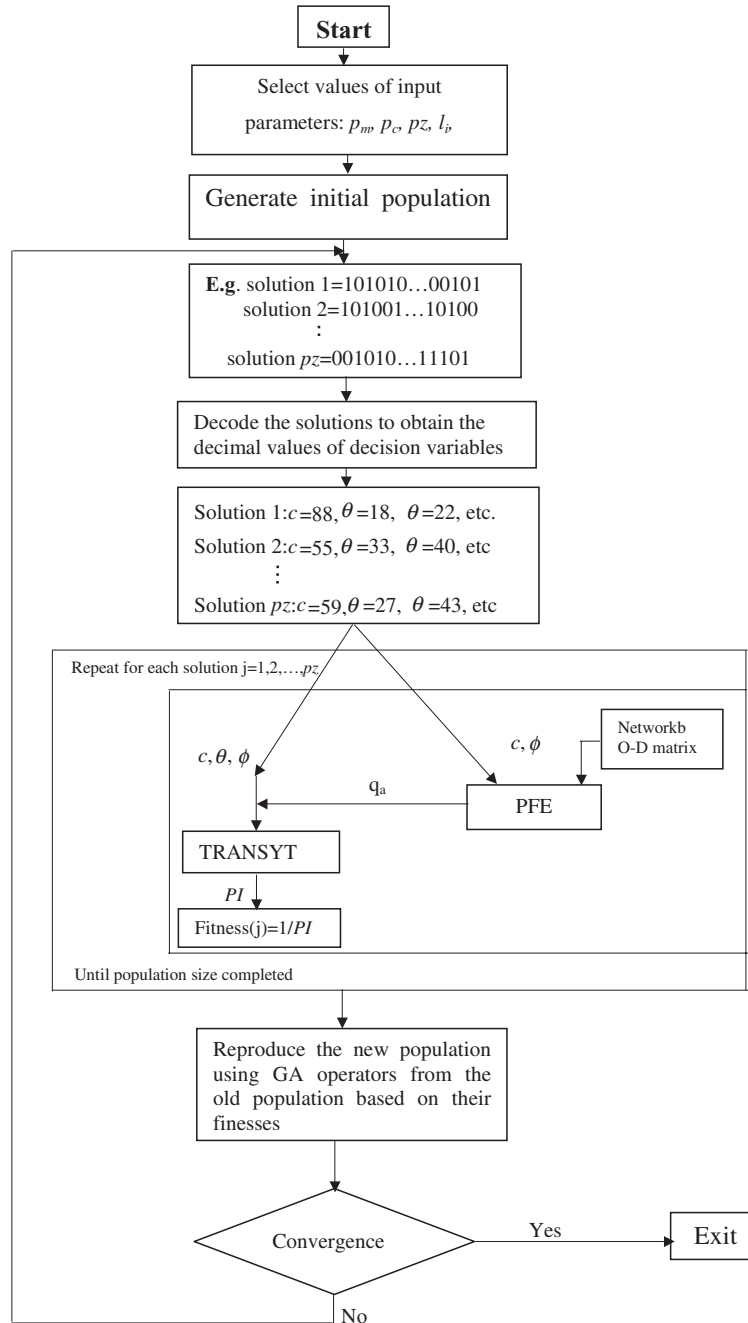 Start
Select values of input
parameters: pm, pc, pz, li,
Generate initial population
E.g. solution 1=101010…00101
solution 2=101001…10100
⋮
solution pz=001010…11101
Decode the solutions to obtain the
decimal values of decision variables
Solution 1:c=88, θ=18, θ=22, etc.
Solution 2:c=55, θ=33, θ=40, etc
⋮
Solution pz:c=59, θ=27, θ=43, etc
Repeat for each solution j=1,2,…,pz
Networkb
O-D matrix
c, θ, ϕ
c, ϕ
qa
PFE
TRANSYT
PI
Fitness(j)=1/PI
Until population size completed
Reproduce the new population
using GA operators from the
old population based on their
finesses
Convergence
Yes
Exit
No